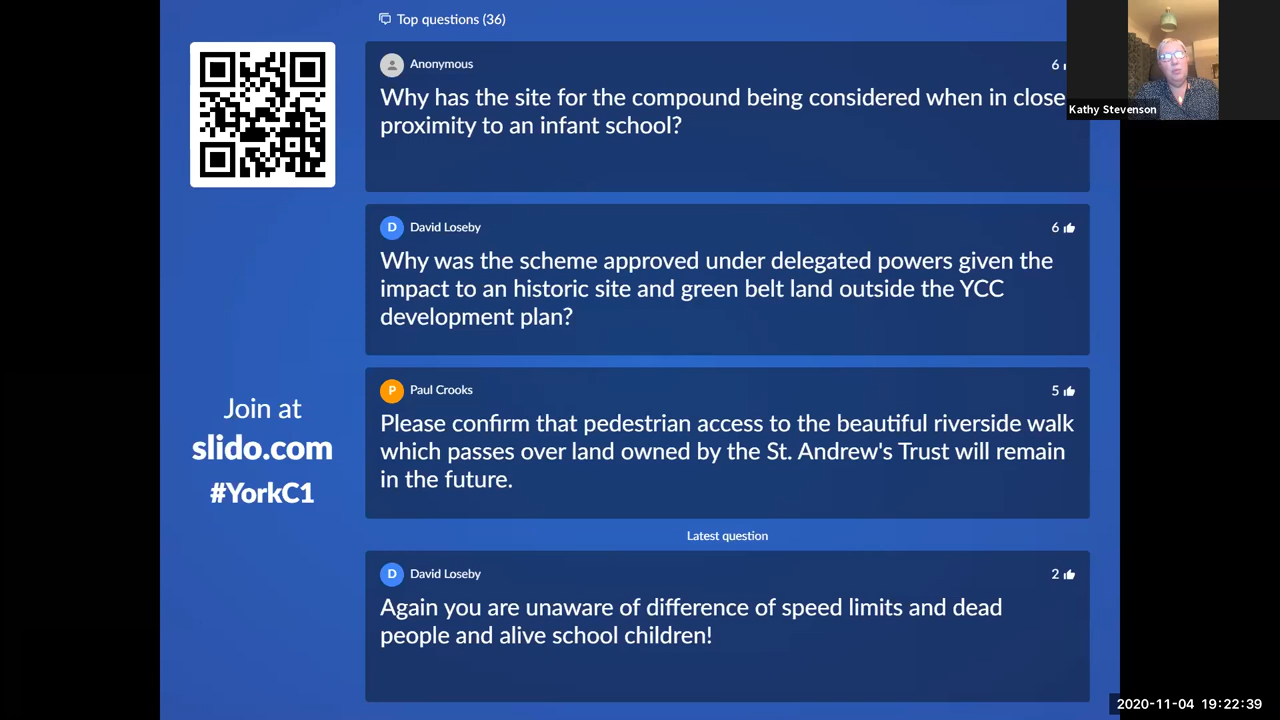 Top questions (36)
Anonymous
6
Why has the site for the compound being considered when in close
proximity to an infant school?
Kathy Stevenson
D
David Loseby
6
Why was the scheme approved under delegated powers given the
impact to an historic site and green belt land outside the YCC
development plan?
P
Paul Crooks
5
Please confirm that pedestrian access to the beautiful riverside walk
which passes over land owned by the St. Andrew's Trust will remain
in the future.
Join at
slido.com
#YorkC1
Latest question
D
David Loseby
2
Again you are unaware of difference of speed limits and dead
people and alive school children!
2020-11-04 19:22:39